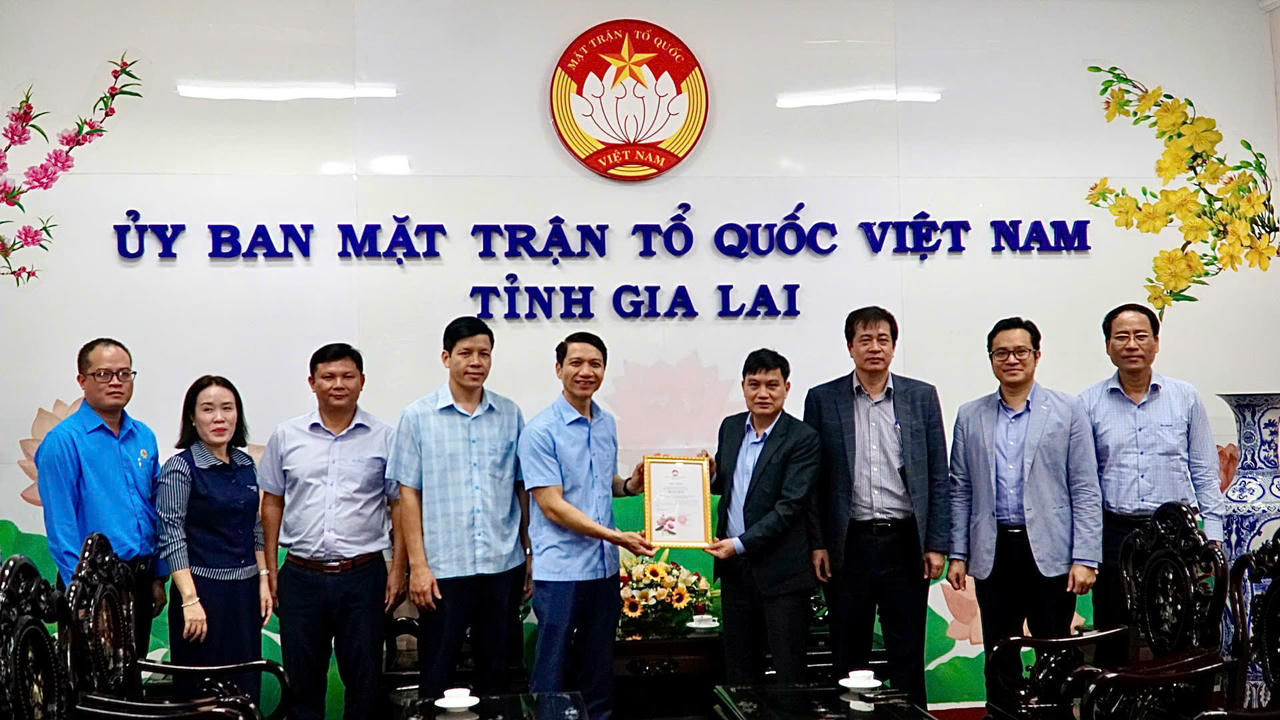 MẶT TRẬN TỔ QUỐC
VIỆT NAM
ỦY BAN MẶT TRẬN TỔ QUỐC VIỆT NAM
TỈNH GIA LAI